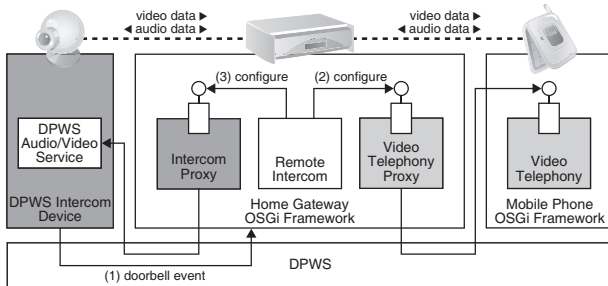 video data ▶
◀ audio data ▶
video data ▶
◀ audio data ▶
(3) configure
(2) configure
DPWS
Audio/Video
Service
DPWS Intercom
Device
Intercom
Proxy
Remote
Intercom
Video
Telephony
Proxy
Home Gateway
OSGi Framework
Video
Telephony
Mobile Phone
OSGi Framework
(1) doorbell event
DPWS